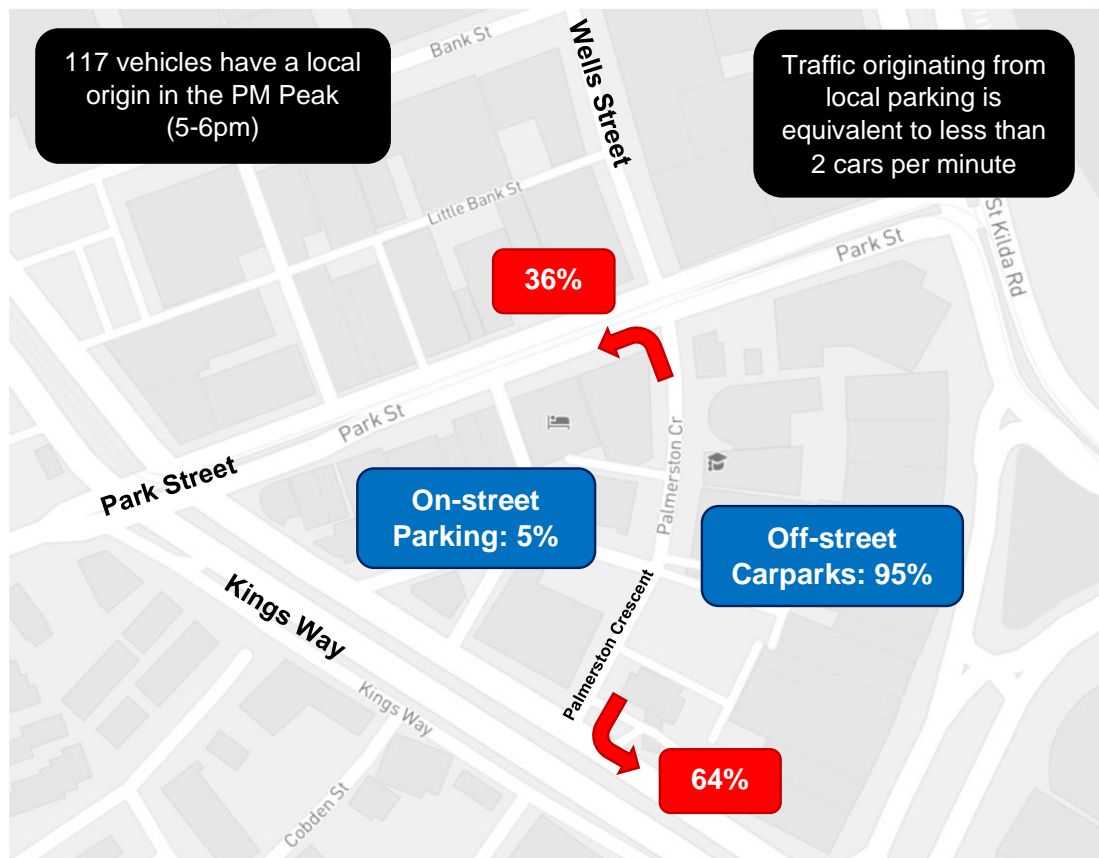 117 vehicles have a local
origin in the PM Peak
(5-6pm)
Bank St
Wells Street
Traffic originating from
local parking is
equivalent to less than
2 cars per minute
Little Bank St
St Kilda Rd
Park St
36%
Park St
Palmerston Cr
Park Street
On-street
Parking: 5%
Off-street
Carparks: 95%
Kings Way
Palmerston Crescent
Kings Way
64%
Cobden St